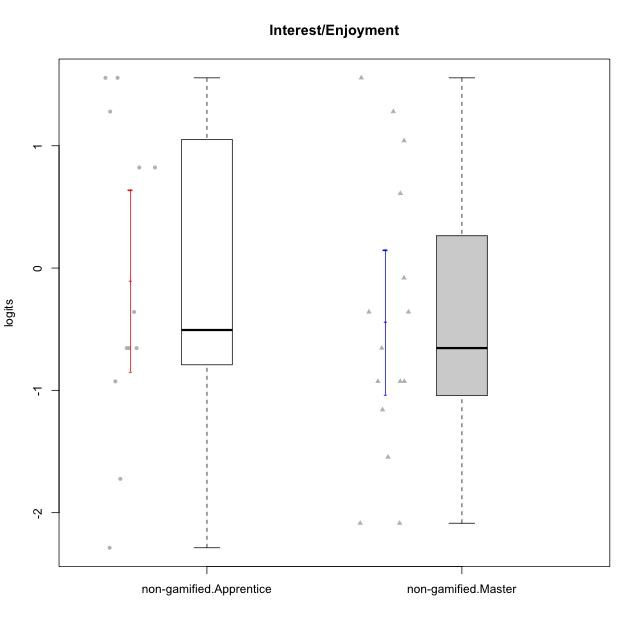 Interest/Enjoyment
logits
1
0
-1
-2
non-gamified.Apprentice
non-gamified.Master